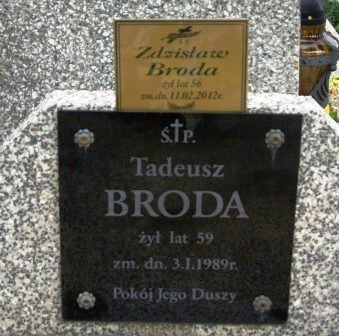 Ś.P.
Zdzisław
Broda
żył lat 56
zm.dn.11.02.2012r.
Ś.†P.
Tadeusz
BRODA
żył lat 59
zm. dn. 3.I.1989r.
Pokój Jego Duszy